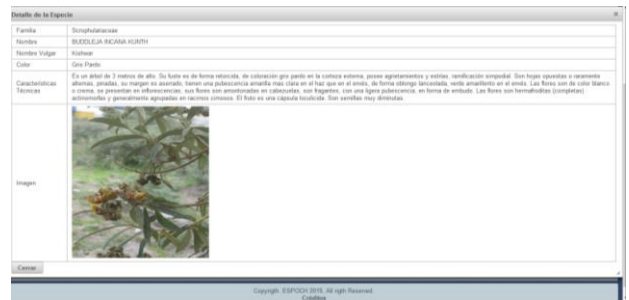 Detalle de la Especie
Familia Scrophulariaceae
Nombre BUDDLEJA INCANA KUNTH
Nombre Vulgar Kishwar
Color Gris Pardo
Características Técnicas
Es un árbol de 3 metros de alto. Su fuste es de forma retorcida, de coloración gris pardo en la corteza externa, posee agrietamientos y estrías, ramificación simpodial. Son hojas opuestas o raramente
alternas, pinadas, su margen es aserrado, tienen una pubescencia amarilla mas clara en el haz que en el envés, de forma oblongo lanceolada, verde amarillento en el envés. Las flores son de color blanco
o crema, se presentan en inflorescencias, sus flores son amontonadas en cabezuelas, son fragantes, con una ligera pubescencia, en forma de embudo. Las flores son hermafroditas (completas)
actinomorfas y generalmente agrupadas en racimos cimosos. El fruto es una cápsula Son semillas muy diminutas.
Imagen
Cerrar
Copyrigth ESPOCH 2015. All rigth Reserved.
Créditos